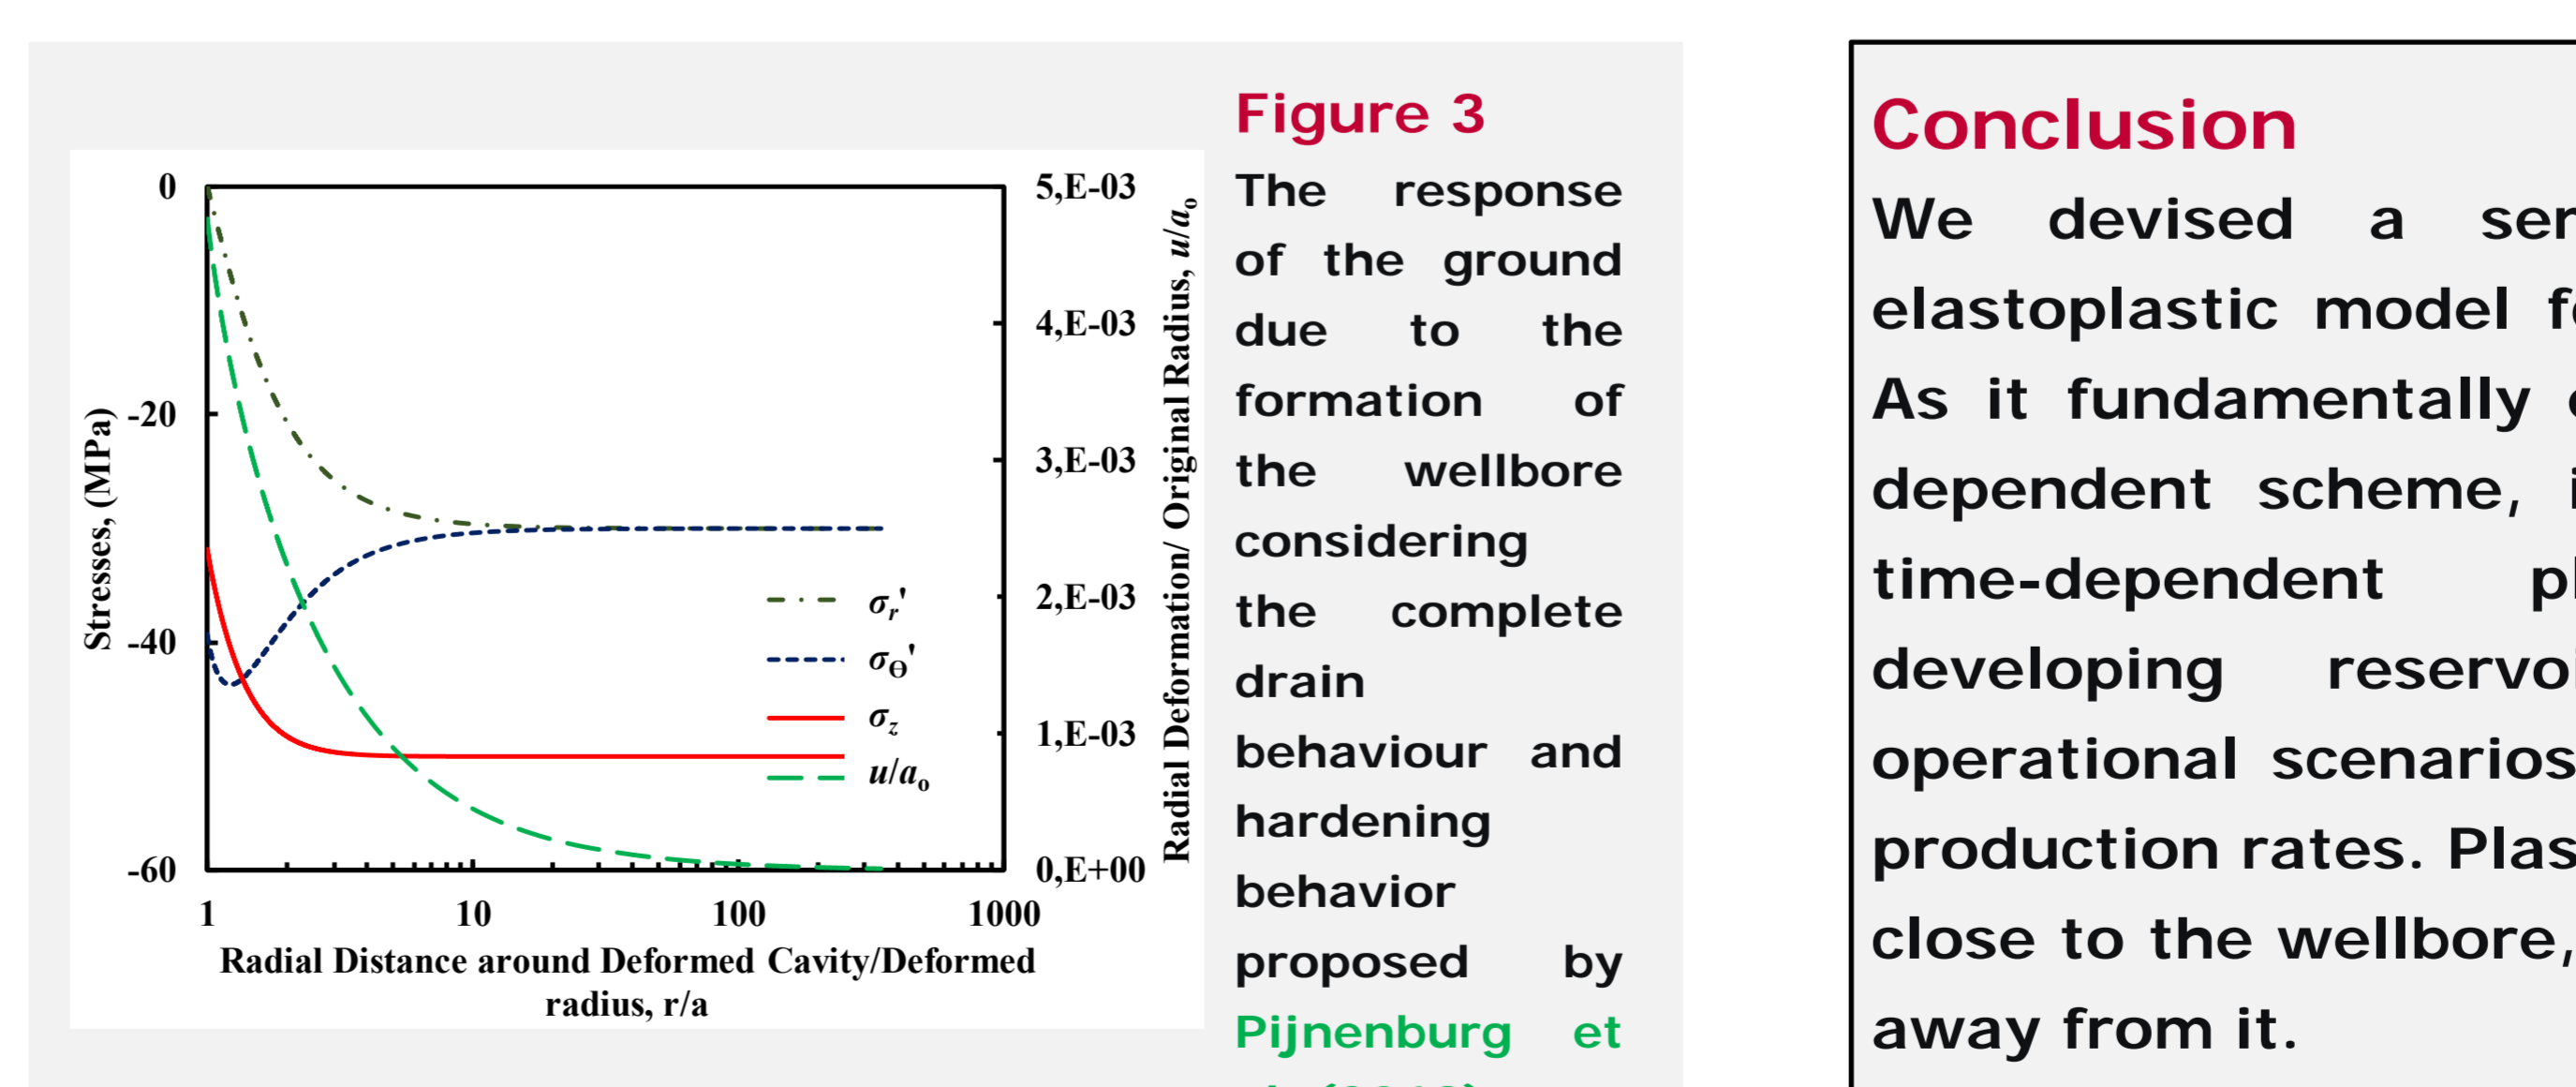 0
-20
-40
-60
Stresses, (MPa)
5,E-03
4,E-03
3,E-03
2,E-03
1,E-03
0,E+00
Radial Deformation/ Original Radius, u/aₒ
σᵣ'
σ_Θ'
σ_z
u/aₒ
1
10
100
1000
Radial Distance around Deformed Cavity/Deformed
radius, r/a
Figure 3
The response
of the ground
due to the
formation of
the wellbore
considering
the complete
drain
behaviour and
hardening
behavior
proposed by
Pijnenburg et
Conclusion
We devised a
elastoplastic model
As it fundamentally
dependent scheme,
time-dependent
developing
operational scenarios
production rates.
close to the wellbore,
away from it.